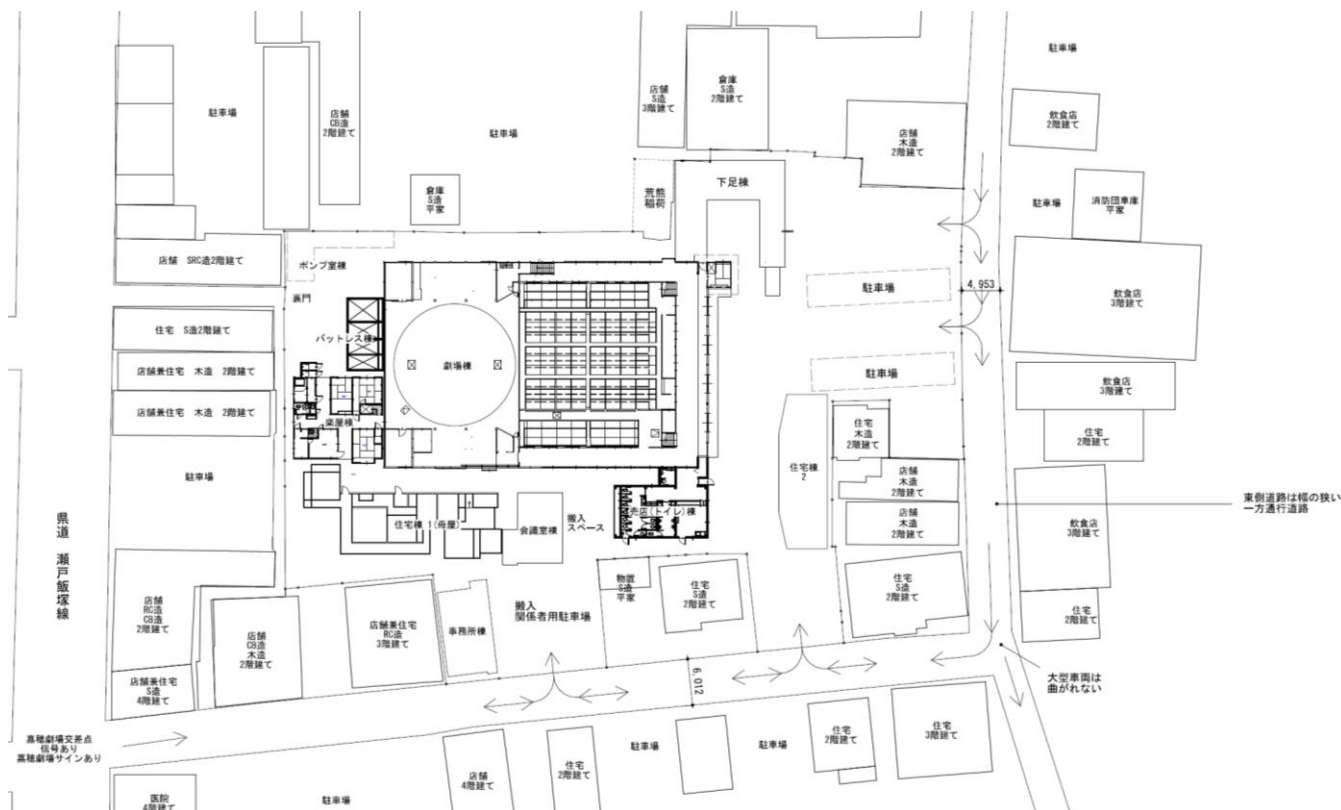 駐車場
飲食店
2階建て
倉庫
S造
2階建て
店舗
S造
3階建て
店舗
CB造
2階建て
駐車場
駐車場
店舗
木造
2階建て
下足棟
荒熊
稲荷
倉庫
S造
平家
駐車場
消防団車庫
平家
店舗 SRC造2階建て
ポンプ室棟
裏門
駐車場
4,953
飲食店
3階建て
住宅 S造2階建て
バットレス棟
劇場棟
店舗兼住宅 木造 2階建て
駐車場
飲食店
3階建て
店舗兼住宅 木造 2階建て
楽屋棟
住宅
木造
2階建て
住宅
2階建て
駐車場
住宅棟
2
店舗
木造
2階建て
東側道路は幅の狭い
一方通行道路
県道 瀬戸飯塚線
住宅棟 1(母屋)
会議室棟
搬入
スペース
売店(トイレ)棟
店舗
木造
2階建て
飲食店
3階建て
店舗
RC造
CB造
2階建て
店舗
CB造
木造
2階建て
店舗兼住宅
RC造
3階建て
事務所棟
搬入
関係者用駐車場
物置
S造
平家
住宅
S造
2階建て
住宅
S造
2階建て
住宅
2階建て
店舗兼住宅
S造
4階建て
6,012
大型車両は
曲がれない
嘉穂劇場交差点
信号あり
嘉穂劇場サインあり
医院
4階建て
駐車場
店舗
4階建て
住宅
2階建て
駐車場
駐車場
住宅
2階建て
住宅
3階建て